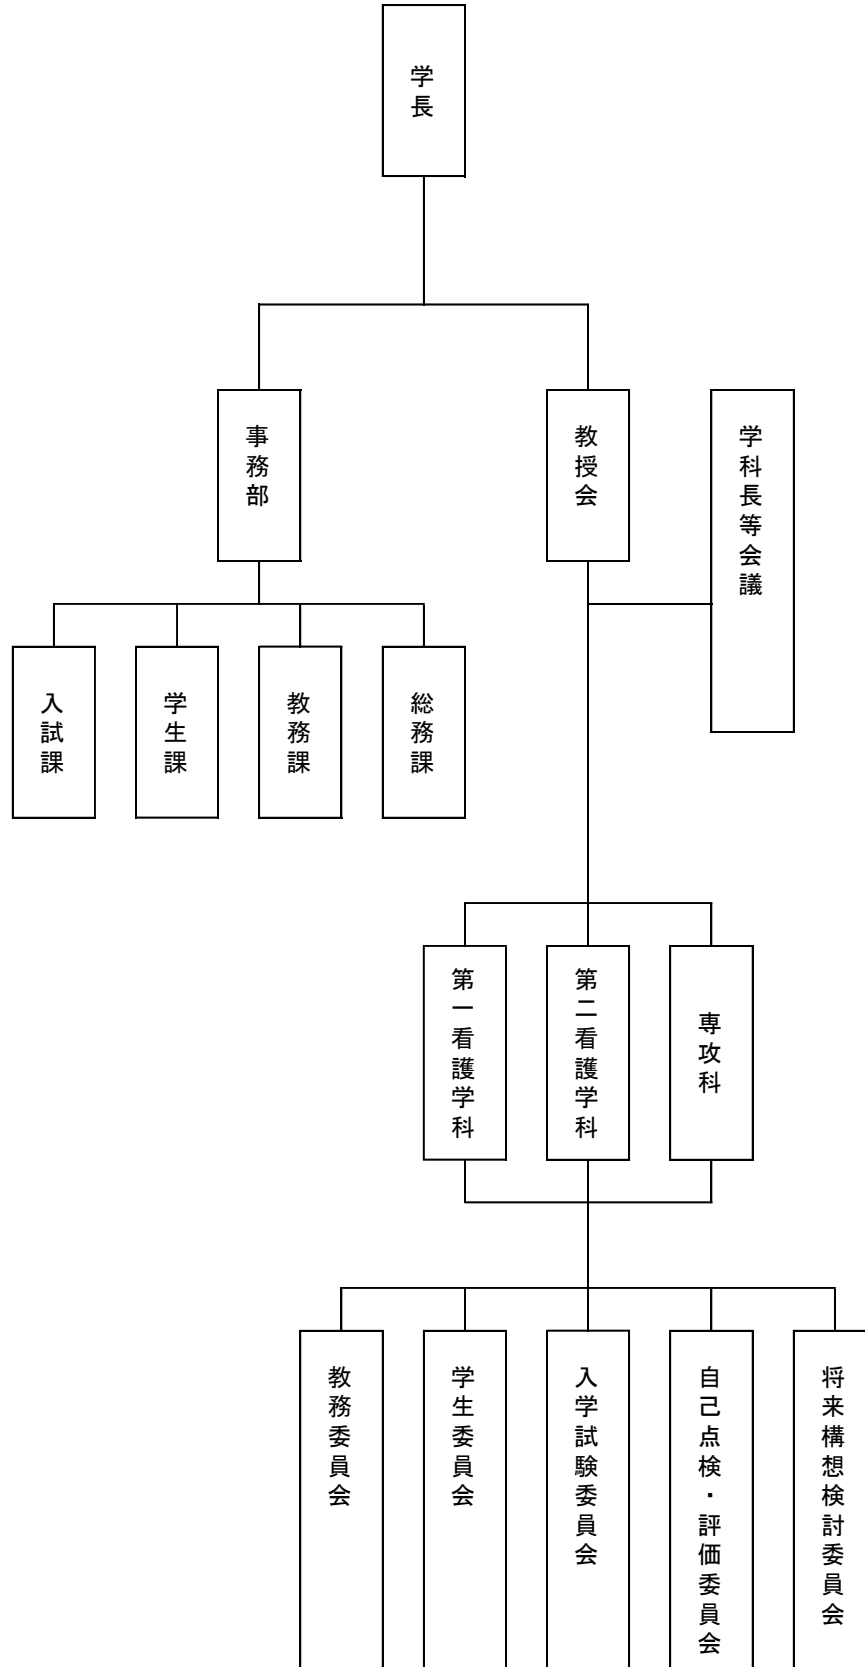 学長
事務部
教授会
学科長等会議
入試課
学生課
教務課
総務課
第一看護学科
第二看護学科
専攻科
教務委員会
学生委員会
入学試験委員会
自己点検・評価委員会
将来構想検討委員会